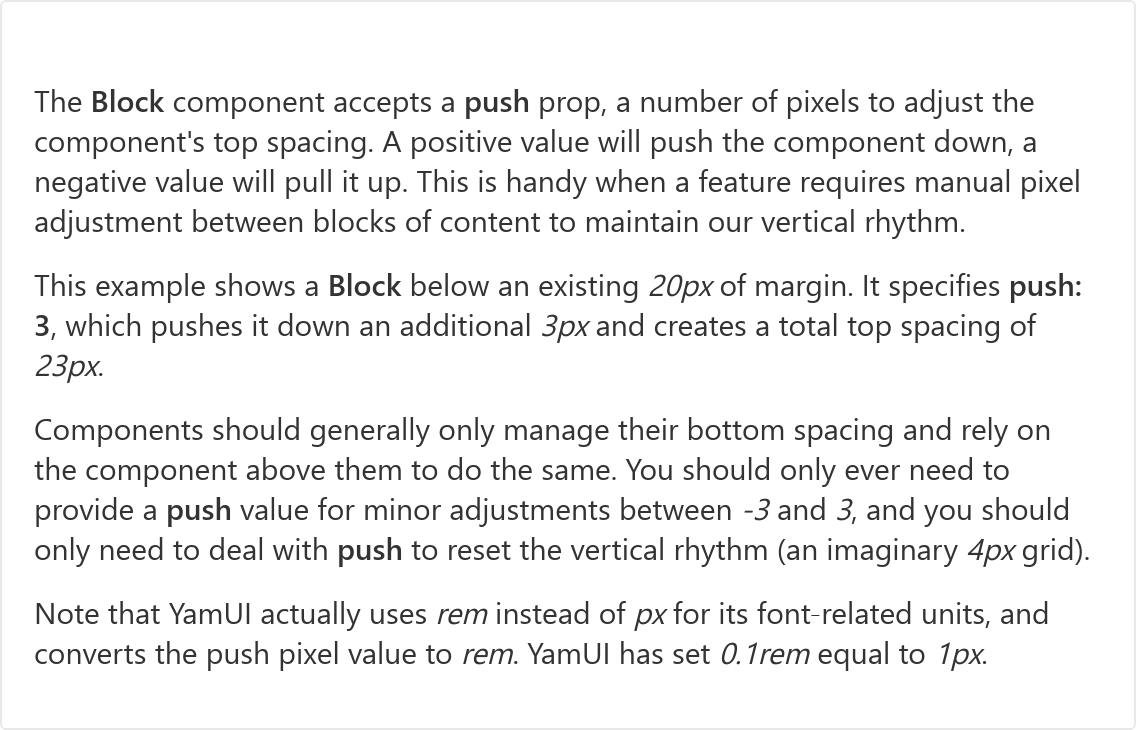 The Block component accepts a push prop, a number of pixels to adjust the
component's top spacing. A positive value will push the component down, a
negative value will pull it up. This is handy when a feature requires manual pixel
adjustment between blocks of content to maintain our vertical rhythm.
This example shows a Block below an existing 20px of margin. It specifies push:
3, which pushes it down an additional 3px and creates a total top spacing of
23px.
Components should generally only manage their bottom spacing and rely on
the component above them to do the same. You should only ever need to
provide a push value for minor adjustments between -3 and 3, and you should
only need to deal with push to reset the vertical rhythm (an imaginary 4px grid).
Note that YamUI actually uses rem instead of px for its font-related units, and
converts the push pixel value to rem. YamUI has set 0.1rem equal to 1px.